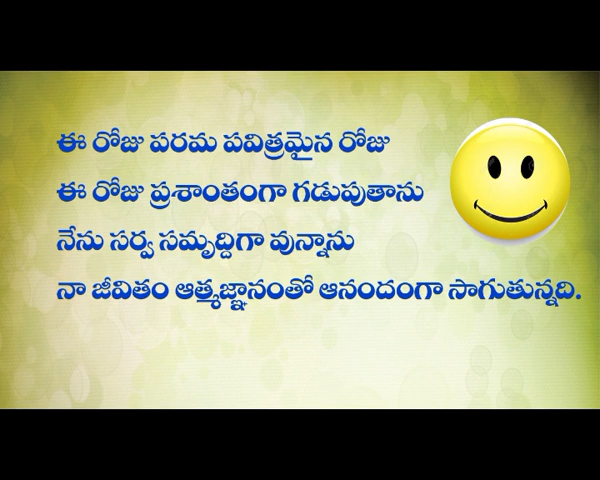 ఈ రోజు పరమ పవిత్రమైన రోజు
ఈ రోజు ప్రశాంతంగా గడుపుతాను
నేను సర్వ సమృద్దిగా వున్నాను
నా జీవితం ఆత్మజ్ఞానంతో ఆనందంగా సాగుతున్నది.